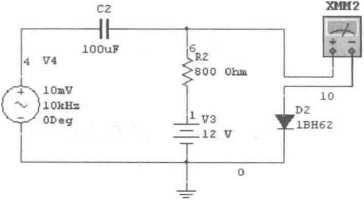 XMM2
C2
100uF
6
R2
800 Ohm
4 V4
10mV
10kHz
0Deg
1
V3
12 V
10
D2
1BH62
0